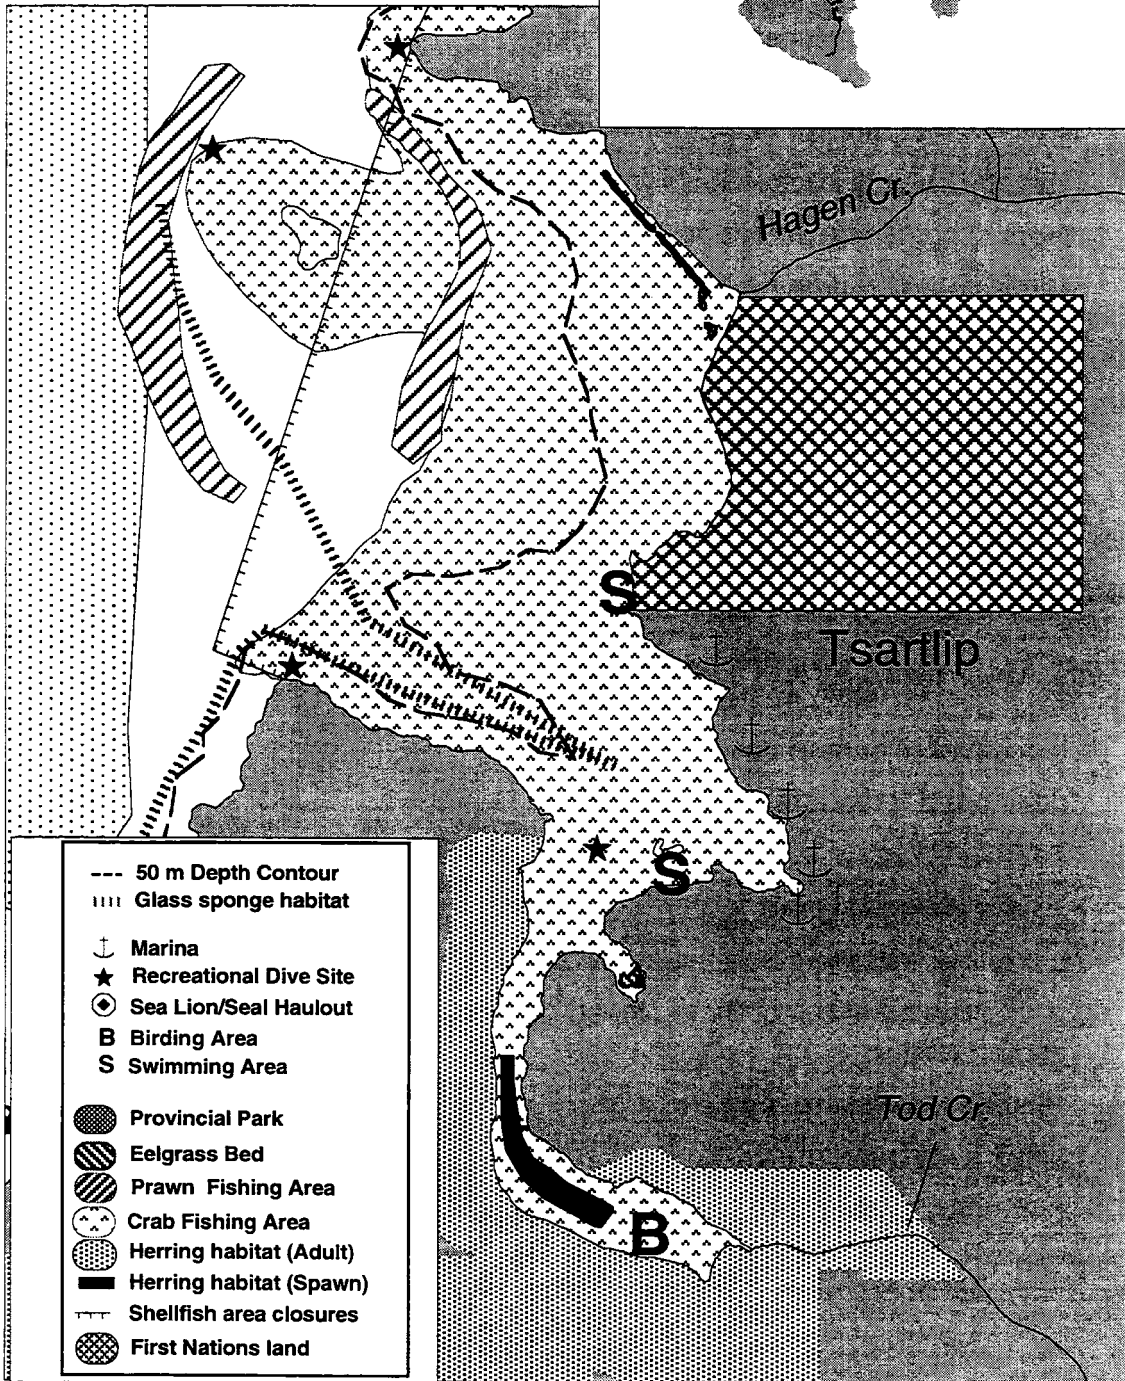 Hagen Cr.
S
Tsartlip
S
Tod Cr.
B
50 m Depth Contour
Glass sponge habitat
Marina
Recreational Dive Site
Sea Lion/Seal Haulout
B Birding Area
S Swimming Area
Provincial Park
Eelgrass Bed
Prawn Fishing Area
Crab Fishing Area
Herring habitat (Adult)
Herring habitat (Spawn)
Shellfish area closures
First Nations land